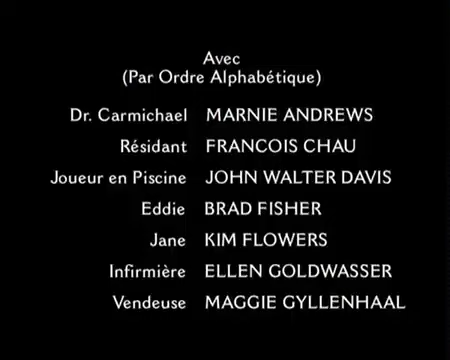 Avec
(Par Ordre Alphabétique)
Dr. Carmichael MARNIE ANDREWS
Résidant FRANCOIS CHAU
Joueur en Piscine JOHN WALTER DAVIS
Eddie BRAD FISHER
Jane KIM FLOWERS
Infirmière ELLEN GOLDWASSER
Vendeuse MAGGIE GYLLENHAAL